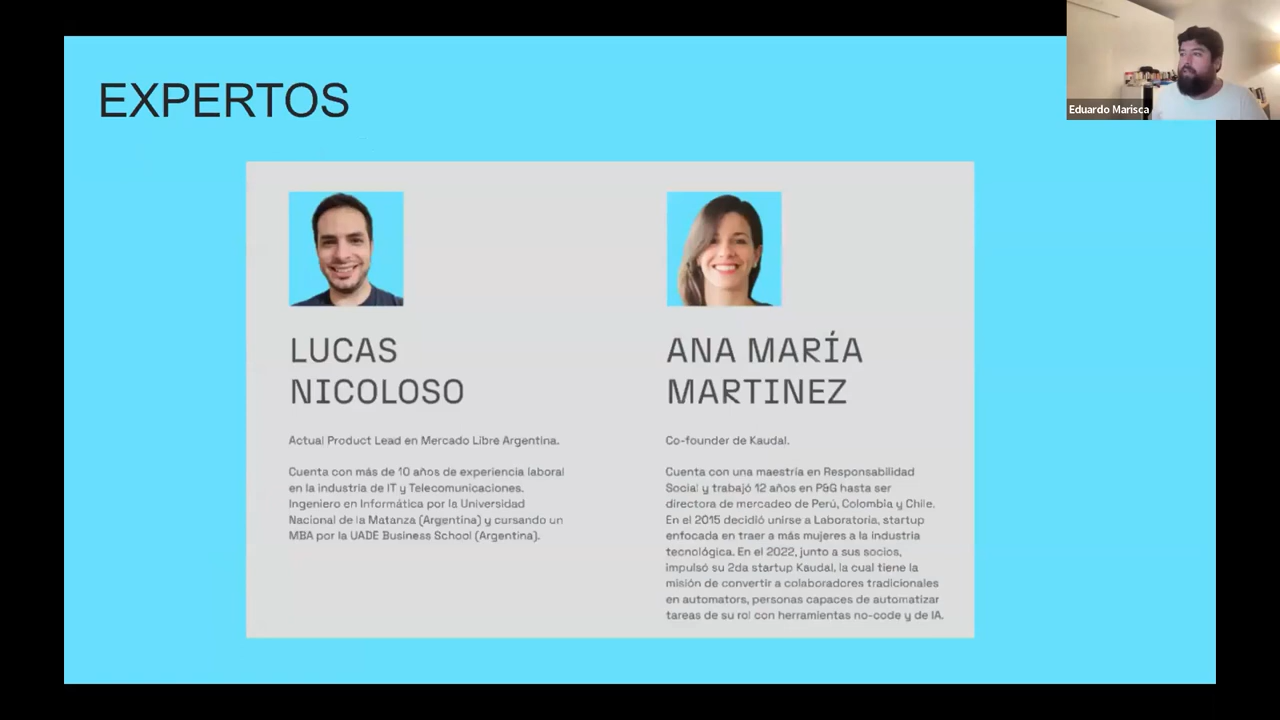 EXPERTOS
Eduardo Marisca
LUCAS
NICOLOSO
Actual Product Lead en Mercado Libre Argentina.
Cuenta con más de 10 años de experiencia laboral
en la industria de IT y Telecomunicaciones.
Ingeniero en Informática por la Universidad
Nacional de la Matanza (Argentina) y cursando un
MBA por la UADE Business School (Argentina).
ANA MARÍA
MARTINEZ
Co-founder de Kaudal.
Cuenta con una maestría en Responsabilidad
Social y trabajó 12 años en P&G hasta ser
directora de mercadeo de Perú, Colombia y Chile.
En el 2015 decidió unirse a Laboratoria, startup
enfocada en traer a más mujeres a la industria
tecnológica. En el 2022, junto a sus socios,
impulsó su 2da startup Kaudal, la cual tiene la
misión de convertir a colaboradores tradicionales
en automators, personas capaces de automatizar
tareas de su rol con herramientas no-code y de IA.